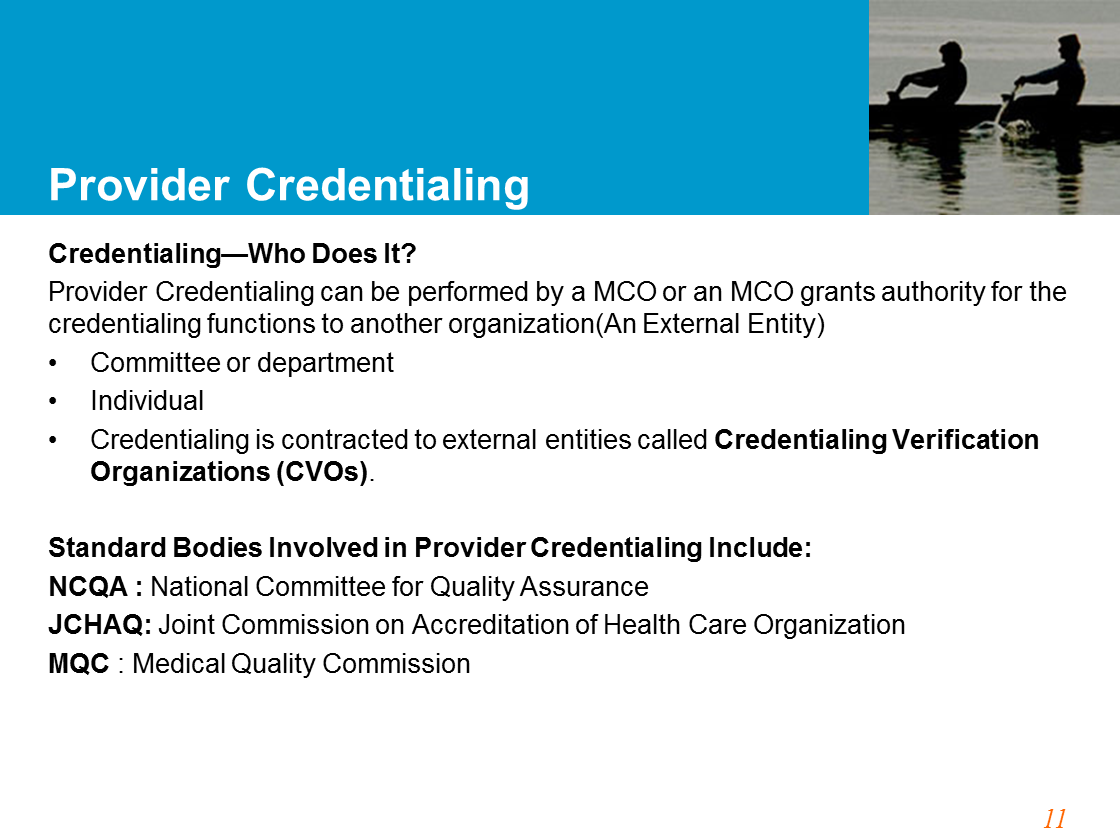 Provider Credentialing
Credentialing—Who Does It?
Provider Credentialing can be performed by a MCO or an MCO grants authority for the
credentialing functions to another organization(An External Entity)
• Committee or department
• Individual
• Credentialing is contracted to external entities called Credentialing Verification
Organizations (CVOs).
Standard Bodies Involved in Provider Credentialing Include:
NCQA : National Committee for Quality Assurance
JCHAQ: Joint Commission on Accreditation of Health Care Organization
MQC : Medical Quality Commission
11